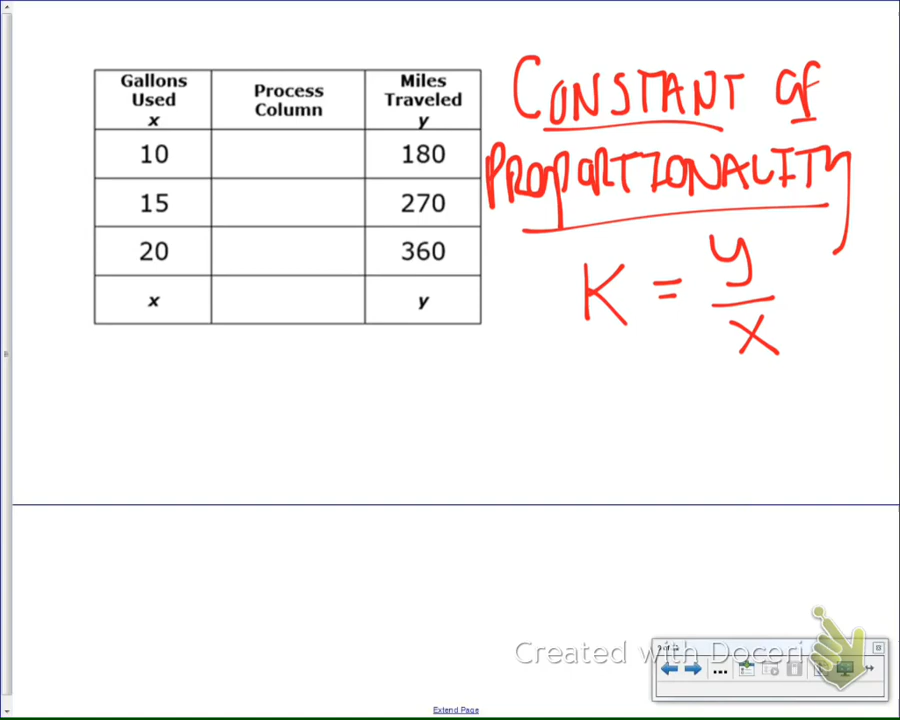 Gallons Used x
Process Column
Miles Traveled y
10 180
15 270
20 360
x y
CONSTANT of
PROPORTIONALITY
K = y/x
Created with Doceri
Extend Page